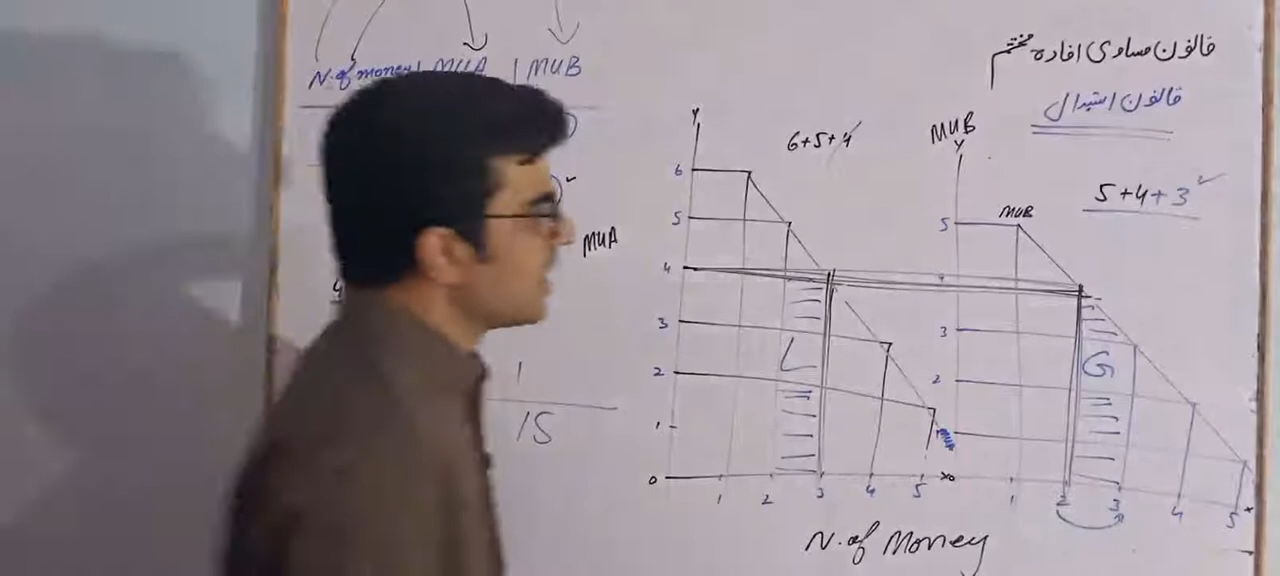 N. of money | MUA | MUB
1
15
MUA
قانون مساوی افادہ مختتم
قانون استبدال
Y
6+5+4
6
5
4
3
2
1
0
1 2 3 4 5 X
L
MUA
MUB
Y
5+4+3
MUB
5
4
3
2
G
0
1 2 3 4 5 X
N. of Money